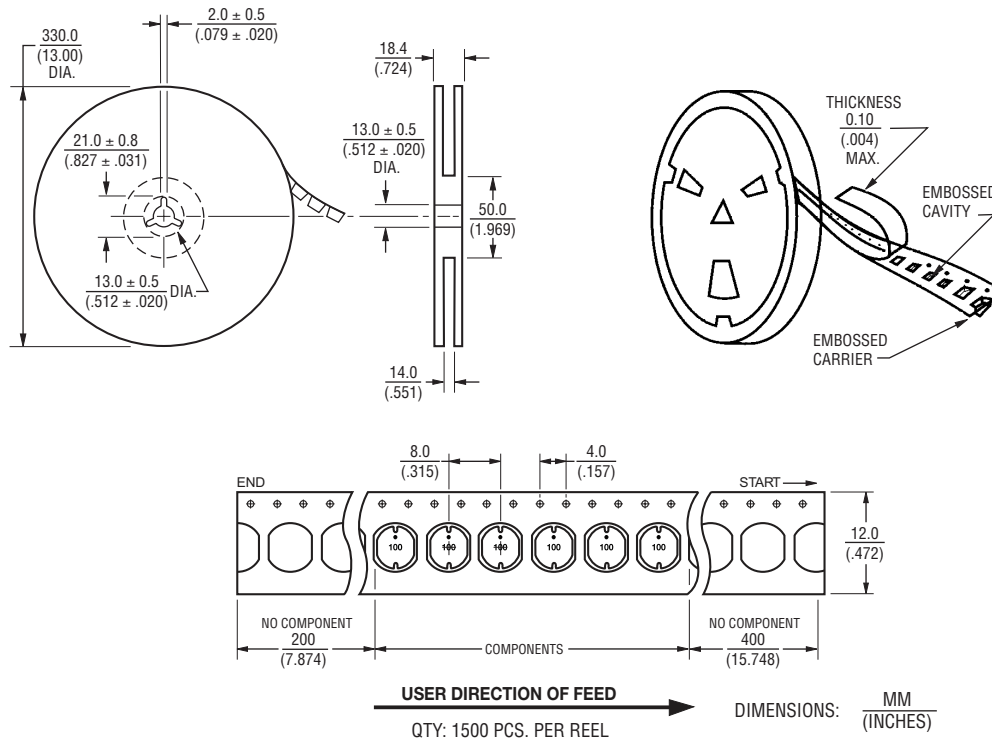 2.0 ± 0.5
(.079 ± .020)
330.0
(13.00)
DIA.
21.0 ± 0.8
(.827 ± .031)
13.0 ± 0.5
(.512 ± .020)
DIA.
18.4
(.724)
13.0 ± 0.5
(.512 ± .020)
DIA.
50.0
(1.969)
14.0
(.551)
THICKNESS
0.10
(.004)
MAX.
EMBOSSED
CAVITY
EMBOSSED
CARRIER
8.0
(.315)
4.0
(.157)
END
START
100
100
100
100
100
100
12.0
(.472)
NO COMPONENT
200
(7.874)
COMPONENTS
NO COMPONENT
400
(15.748)
USER DIRECTION OF FEED
QTY: 1500 PCS. PER REEL
DIMENSIONS:
MM
(INCHES)